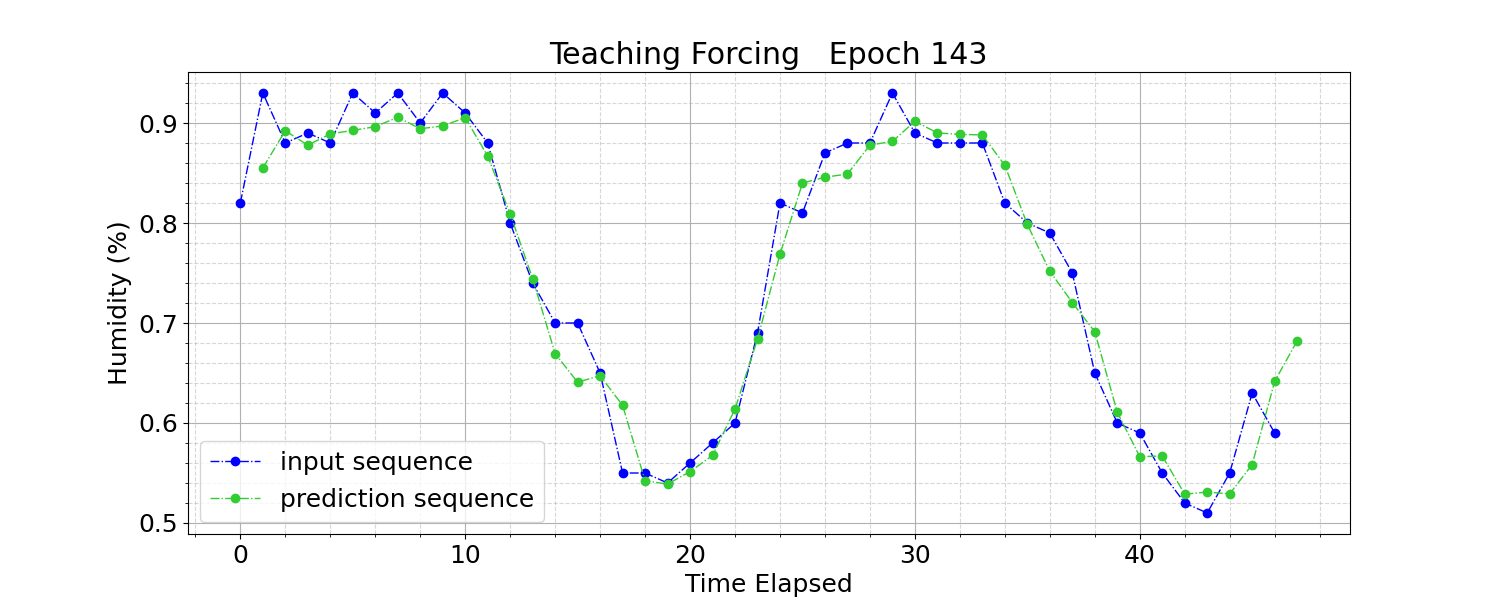 Teaching Forcing   Epoch 143
Humidity (%)
0.9
0.8
0.7
0.6
0.5
input sequence
prediction sequence
0 10 20 30 40
Time Elapsed